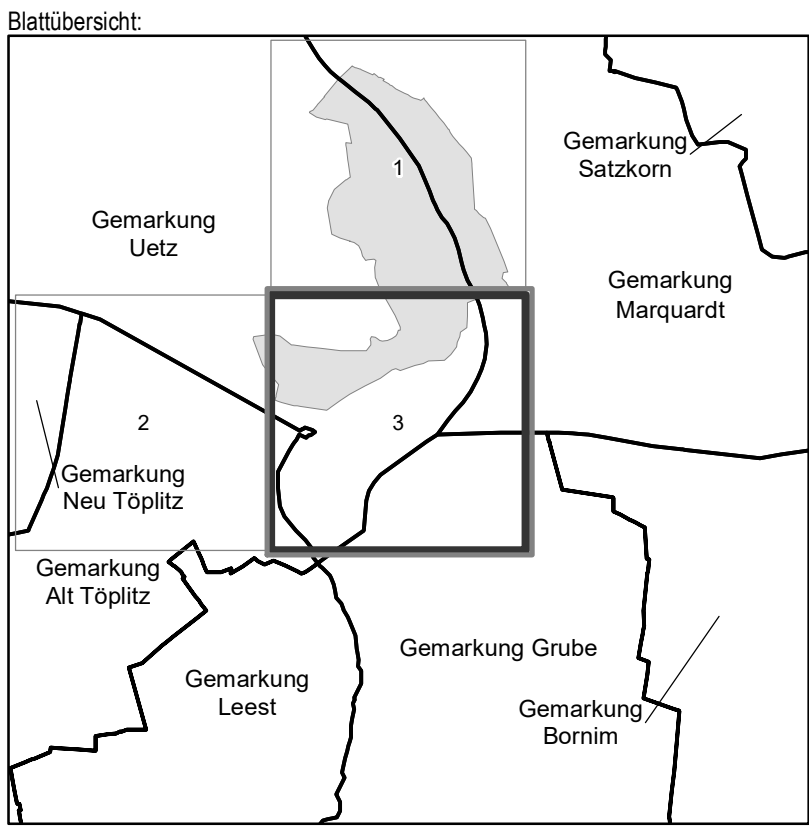 Blattübersicht:
Gemarkung
Satzkorn
1
Gemarkung
Uetz
Gemarkung
Marquardt
2
3
Gemarkung
Neu Töplitz
Gemarkung
Alt Töplitz
Gemarkung Grube
Gemarkung
Leest
Gemarkung
Bornim